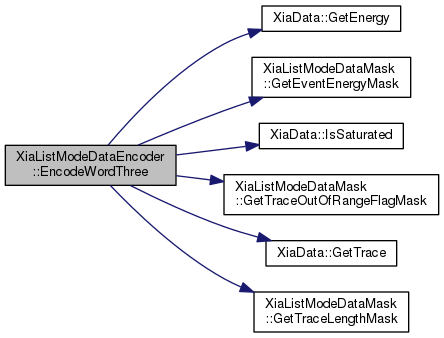 XiaListModeDataEncoder
::EncodeWordThree
XiaData::GetEnergy
XiaListModeDataMask
::GetEventEnergyMask
XiaData::IsSaturated
XiaListModeDataMask
::GetTraceOutOfRangeFlagMask
XiaData::GetTrace
XiaListModeDataMask
::GetTraceLengthMask